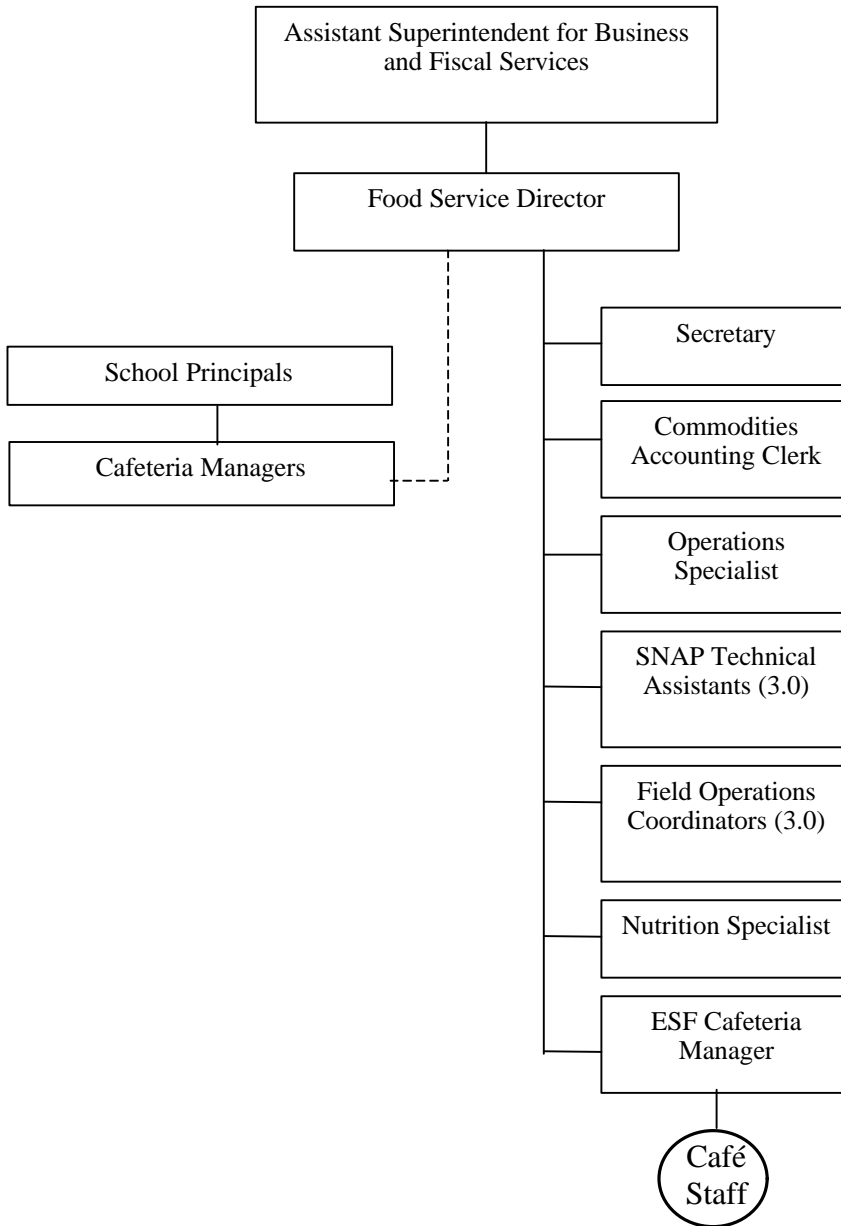 Assistant Superintendent for Business
and Fiscal Services
Food Service Director
School Principals
Cafeteria Managers
Secretary
Commodities
Accounting Clerk
Operations
Specialist
SNAP Technical
Assistants (3.0)
Field Operations
Coordinators (3.0)
Nutrition Specialist
ESF Cafeteria
Manager
Café
Staff